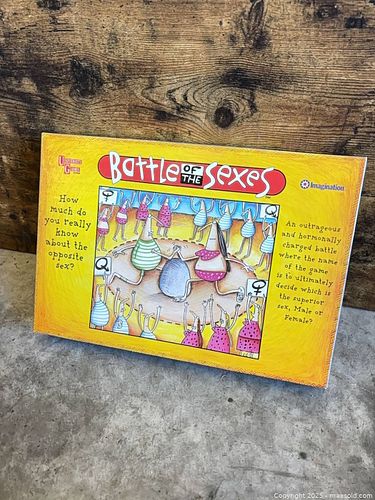 University
Games
Battle OF THE Sexes
Imagination
How
much do
you really
know
about the
opposite
sex?
An outrageous
and hormonally
charged battle
where the name
of the game
is to ultimately
decide which is
the superior
sex, Male or
Female?
Q
Q
Copyright 2025 - maxsold.com